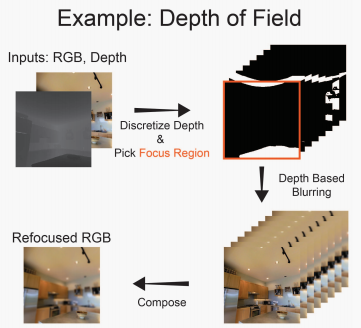 Example: Depth of Field
Inputs: RGB, Depth
Discretize Depth
&
Pick Focus Region
Depth Based
Blurring
Refocused RGB
Compose